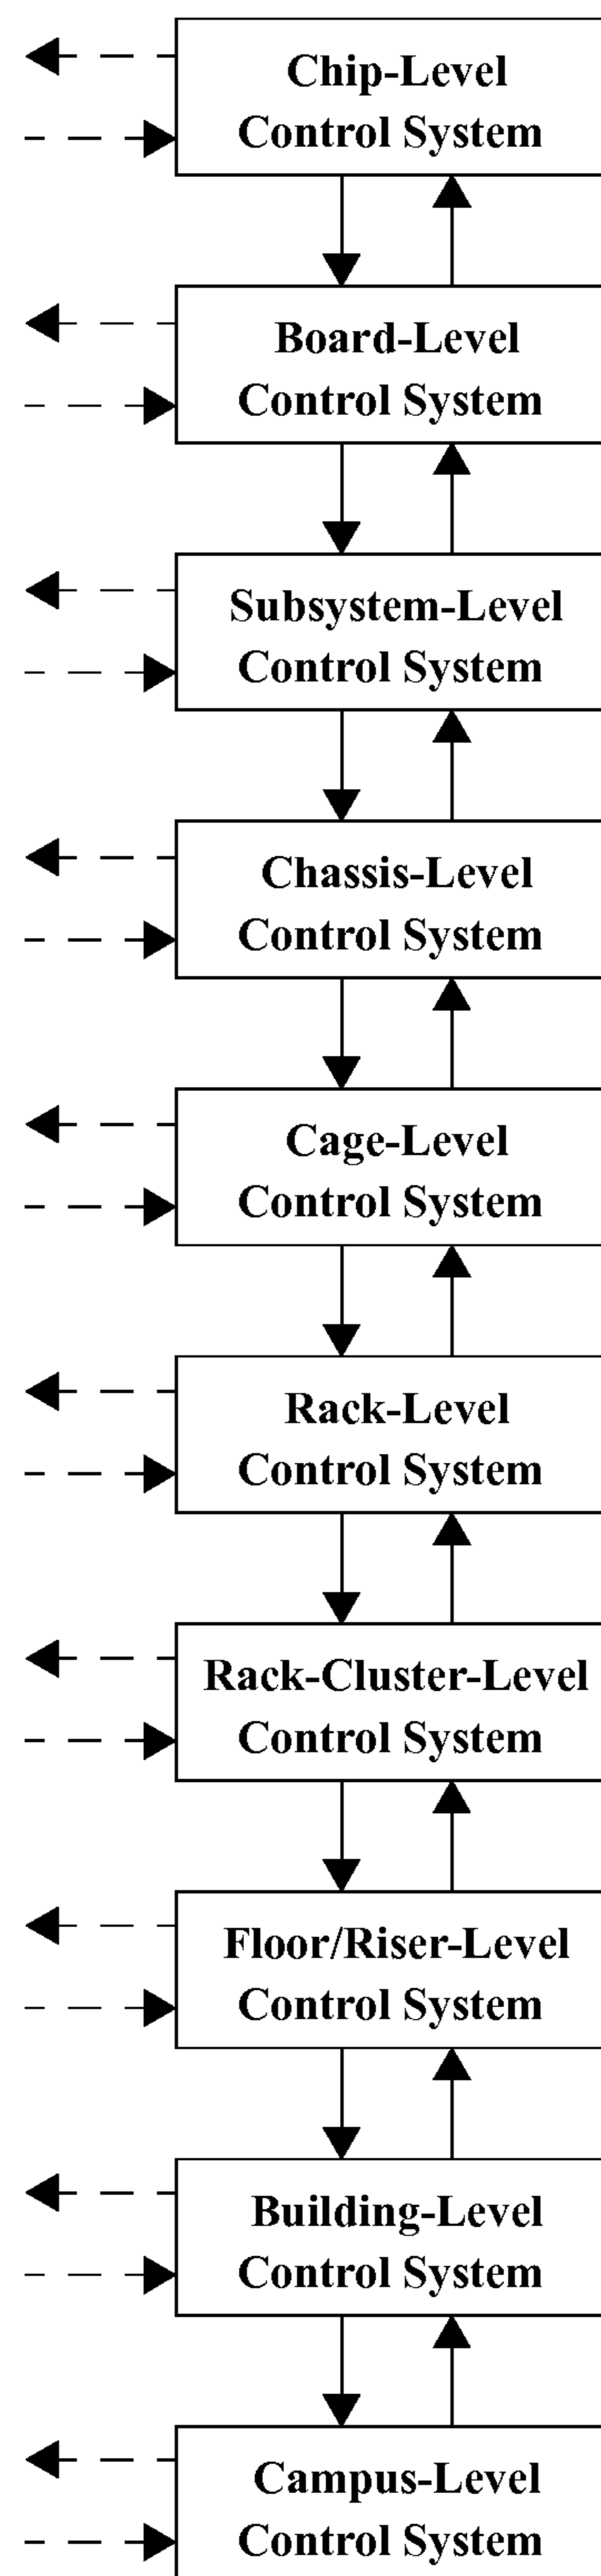 Chip-Level
Control System
Board-Level
Control System
Subsystem-Level
Control System
Chassis-Level
Control System
Cage-Level
Control System
Rack-Level
Control System
Rack-Cluster-Level
Control System
Floor/Riser-Level
Control System
Building-Level
Control System
Campus-Level
Control System